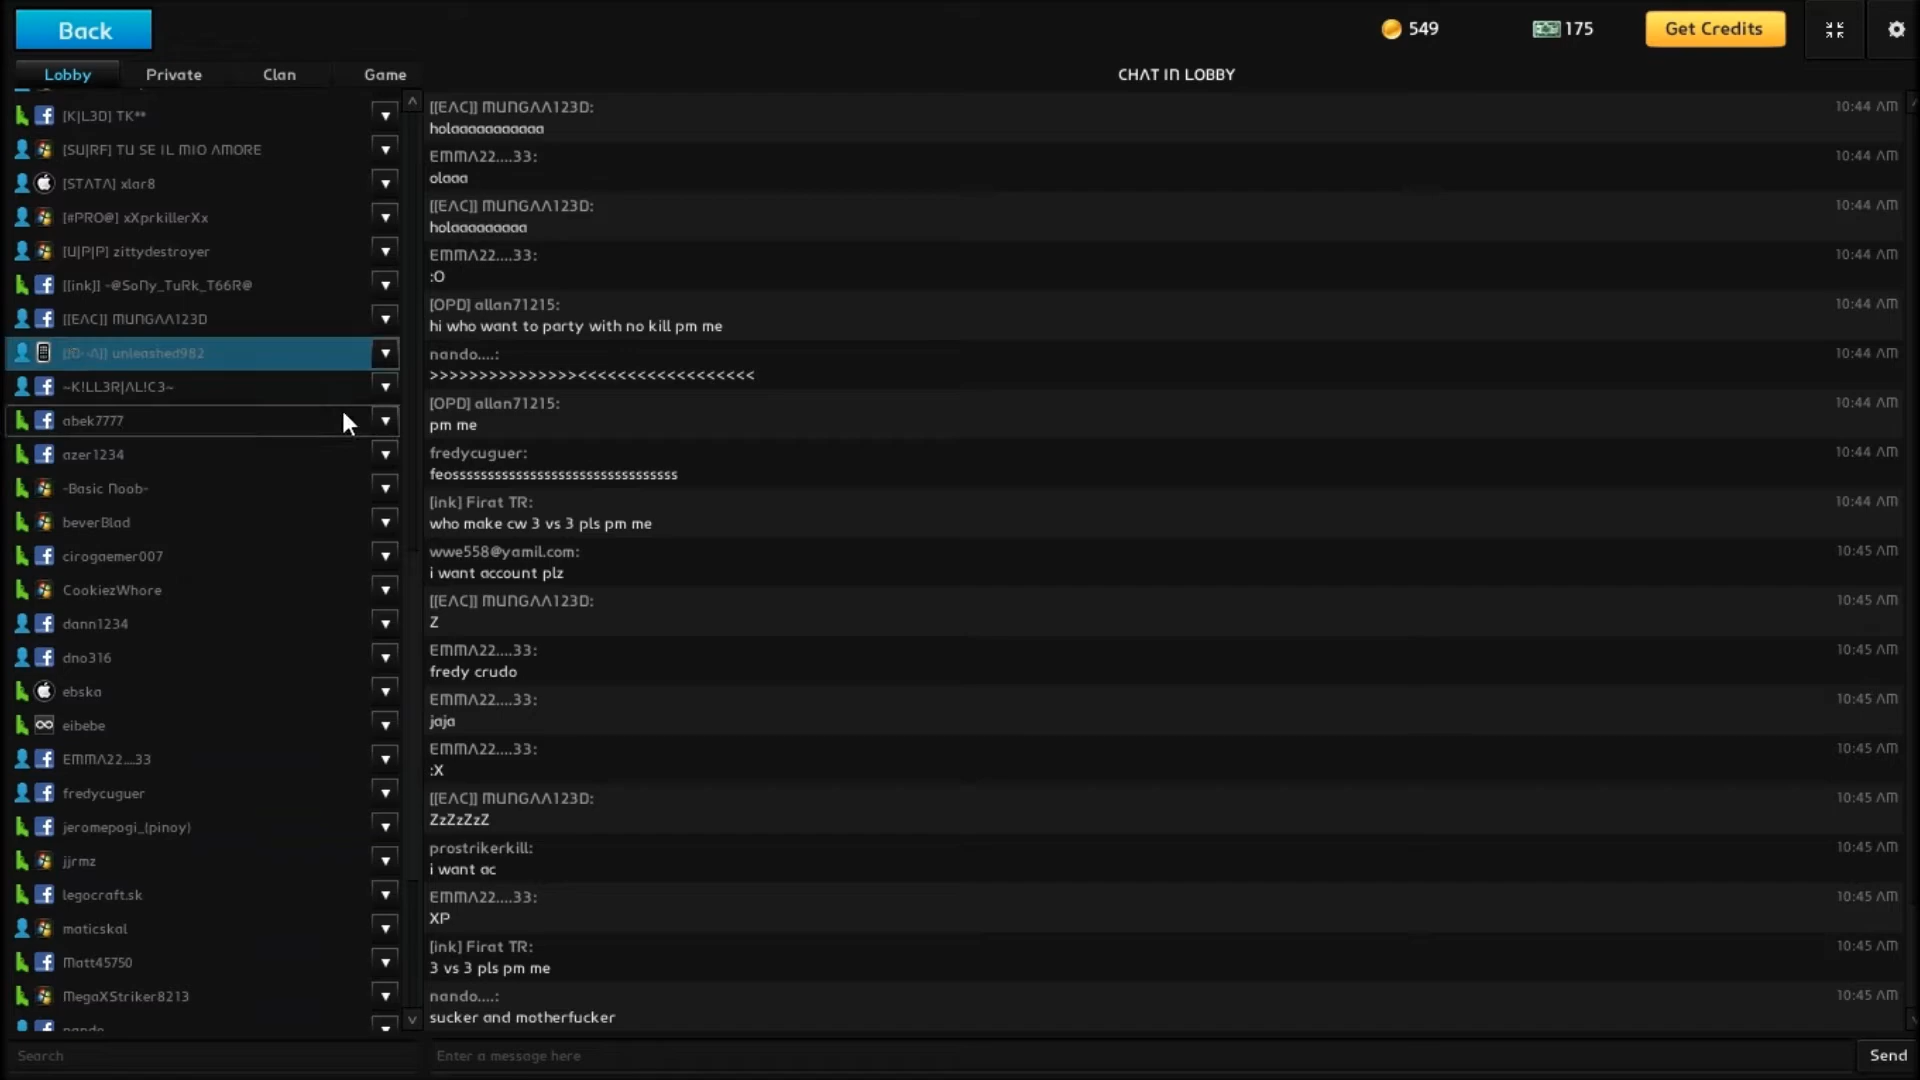 Back
549
175
Get Credits
Lobby
Private
Clan
Game
CHAT IN LOBBY
[K|L3D] TK**
[SU|RF] TU SE IL MIO AMORE
[STATA] xlar8
[#PRO@] xXprkillerXx
[U|P|P] zittydestroyer
[[ink]] -@SoNy_TuRk_T66R@
[[EAC]] MUNGAA123D
unleashed982
~K!LL3R|AL!C3~
abek7777
azer1234
-Basic Noob-
beverBlad
cirogaemer007
CookiezWhore
dann1234
dno316
ebska
eibebe
EMMA22....33
fredycuguer
jeromepogi_(pinoy)
jjrmz
legocraft.sk
maticskal
Matt45750
MegaXStriker8213
Search
[[EAC]] MUNGAA123D:
10:44 AM
holaaaaaaaaaaa
EMMA22....33:
10:44 AM
olaaa
[[EAC]] MUNGAA123D:
10:44 AM
holaaaaaaaaa
EMMA22....33:
10:44 AM
:O
[OPD] allan71215:
10:44 AM
hi who want to party with no kill pm me
nando....:
10:44 AM
>>>>>>>>>>>>>>><<<<<<<<<<<<<<<<<<
[OPD] allan71215:
10:44 AM
pm me
fredycuguer:
10:44 AM
feosssssssssssssssssssssssssssssssss
[ink] Firat TR:
10:44 AM
who make cw 3 vs 3 pls pm me
wwe558@yamil.com:
10:45 AM
i want account plz
[[EAC]] MUNGAA123D:
10:45 AM
Z
EMMA22....33:
10:45 AM
fredy crudo
EMMA22....33:
10:45 AM
jaja
EMMA22....33:
10:45 AM
:X
[[EAC]] MUNGAA123D:
10:45 AM
ZzZzZzZ
prostrikerkill:
10:45 AM
i want ac
EMMA22....33:
10:45 AM
XP
[ink] Firat TR:
10:45 AM
3 vs 3 pls pm me
nando....:
10:45 AM
sucker and motherfucker
Enter a message here
Send